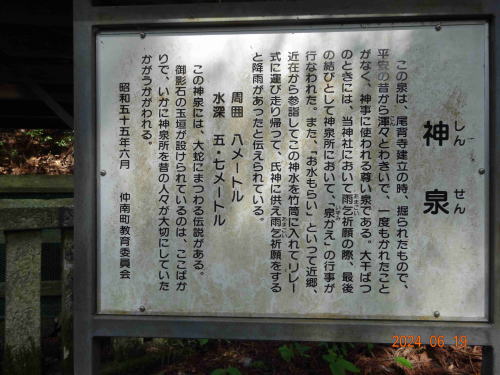 神泉
しんせん
この泉は、尾背寺建立の時、掘られたもので、
平安の昔から渾々とわきいで、一度もかれたこと
がなく、神事に使われる尊い泉である。大干ばつ
のときには、当神社において雨乞祈願の際、最後
の結びとして神泉所において、「泉かえ」の行事が
行なわれた。また、「お水もらい」といって近郷、
近在から参詣してこの神水を竹筒に入れてリレー
式に運び走り帰って、氏神に供え雨乞祈願をする
と降雨があったと伝えられている。
周囲 八メートル
水深 五・七メートル
この神泉には、大蛇にまつわる伝説がある。
御影石の玉垣が設けられているのは、ここばか
りで、いかに神泉所を昔の人々が大切にしていた
かがうかがわれる。
昭和五十五年六月 仲南町教育委員会
2024 06 19